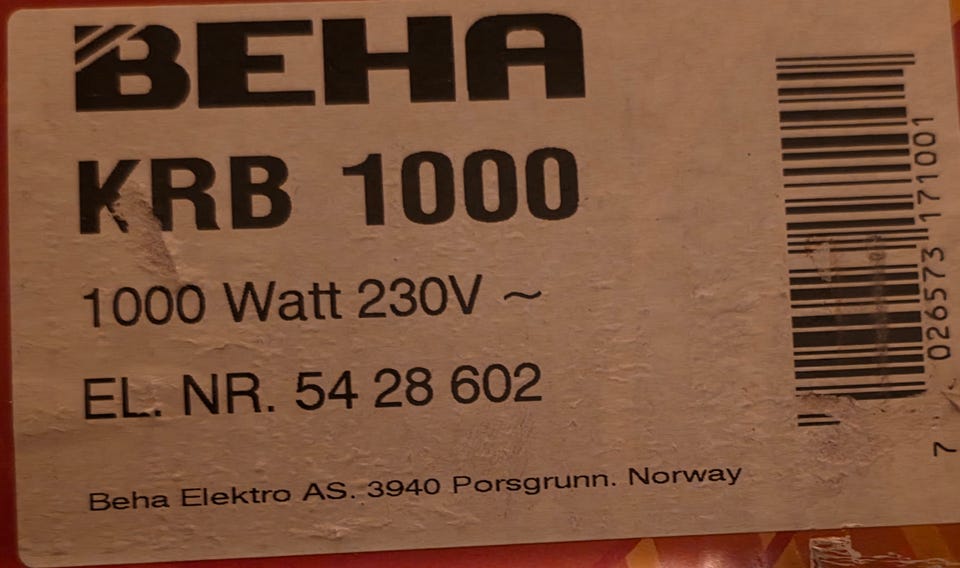 BEHA
KRB 1000
1000 Watt 230V ~
EL. NR. 54 28 602
Beha Elektro AS. 3940 Porsgrunn. Norway
7 026573 171001